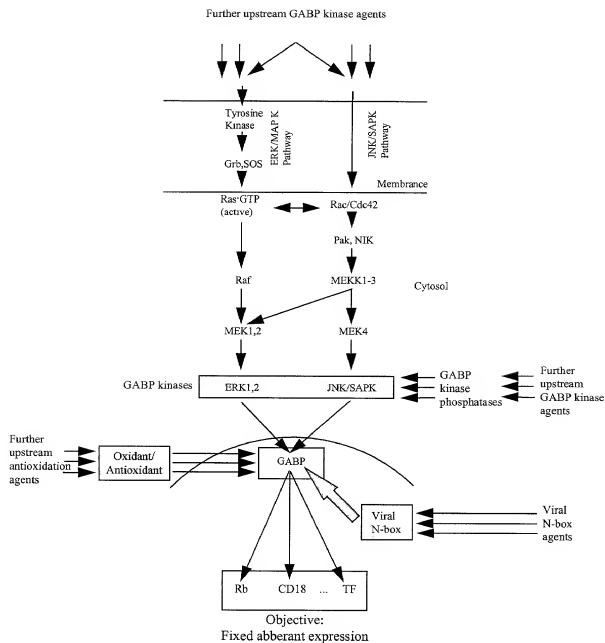 Further upstream GABP kinase agents
Tyrosine
Kinase
ERK/MAP K
Pathway
JNK/SAPK
Pathway
Grb,SOS
Membrance
Ras·GTP
(active)
Rac/Cdc42
Pak, NIK
Raf
MEKK1-3
Cytosol
MEK1,2
MEK4
GABP kinases
ERK1,2
JNK/SAPK
GABP
kinase
phosphatases
Further
upstream
GABP kinase
agents
Further
upstream
antioxidation
agents
Oxidant/
Antioxidant
GABP
Viral
N-box
Viral
N-box
agents
Rb CD18 ... TF
Objective:
Fixed abberant expression